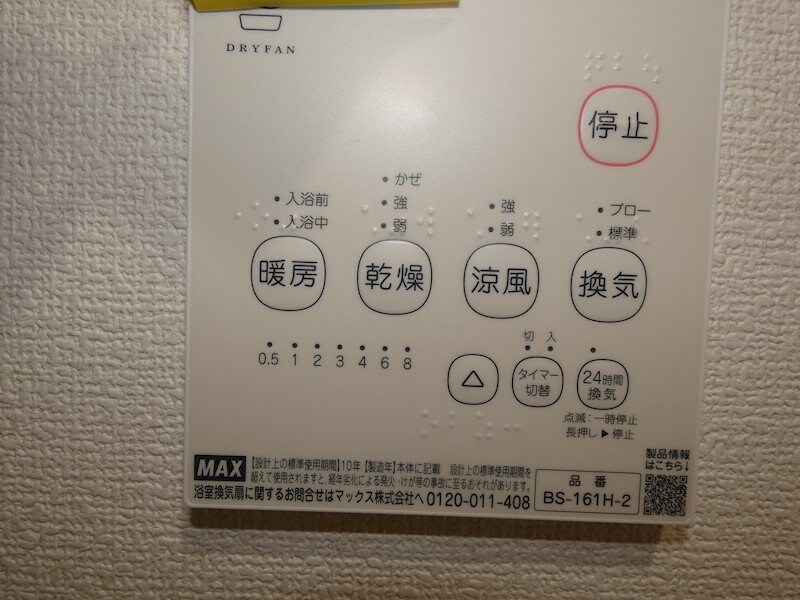 DRYFAN
停止
入浴前
入浴中
かぜ
強
弱
強
弱
ブロー
標準
暖房
乾燥
涼風
換気
0.5 1 2 3 4 6 8
△
切 入
タイマー
切替
24時間
換気
点滅：一時停止
長押し▶停止
製品情報
はこちら↓
MAX
【設計上の標準使用期間】10年 【製造年】本体に記載 設計上の標準使用期間を
超えて使用されますと、経年劣化による発火・けが等の事故に至るおそれがあります。
浴室換気扇に関するお問合せはマックス株式会社へ 0120-011-408
品番
BS-161H-2